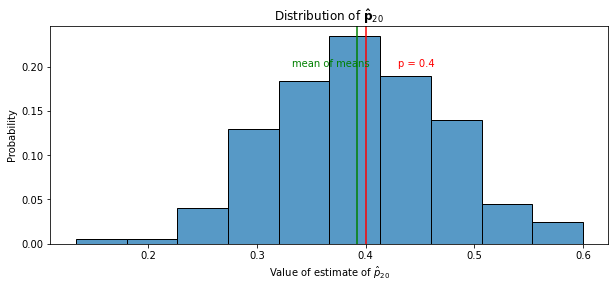 Distribution of p̂₂₀
mean of means
p = 0.4
Probability
0.20
0.15
0.10
0.05
0.00
0.2 0.3 0.4 0.5 0.6
Value of estimate of p̂₂₀